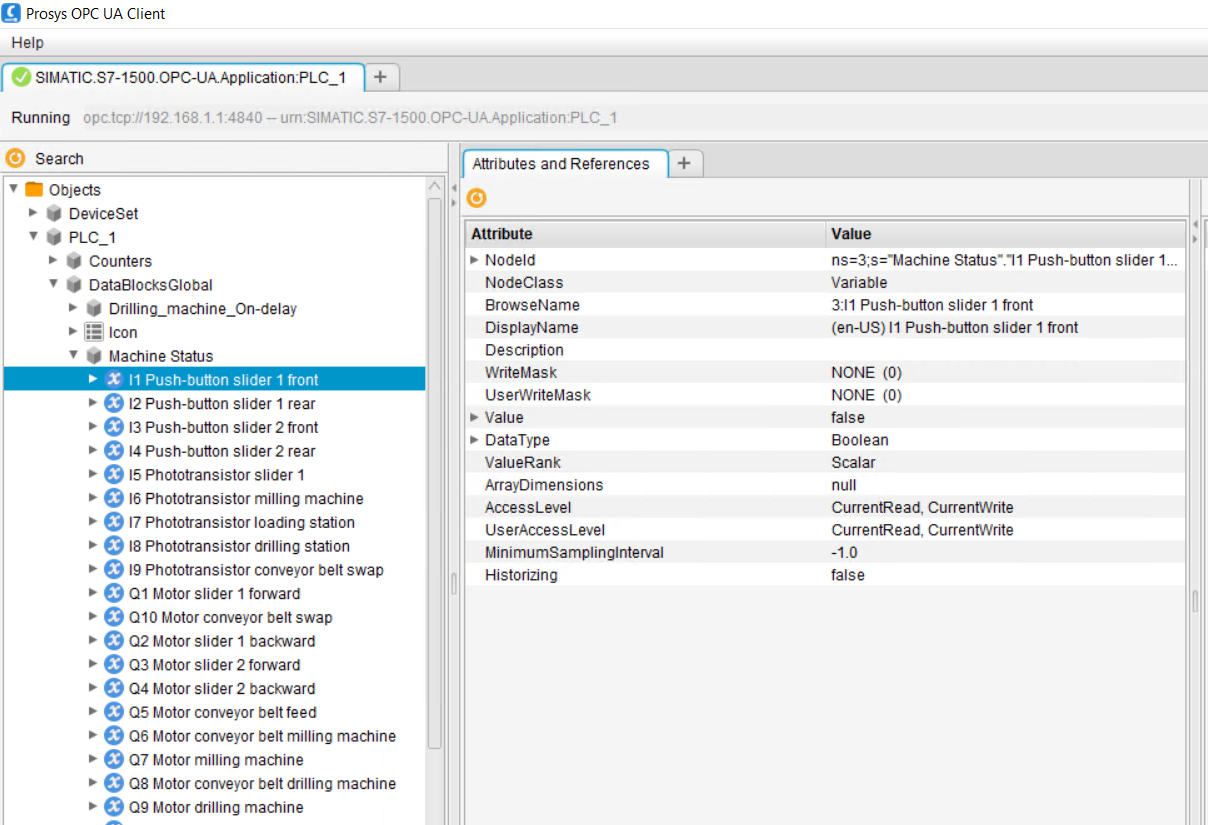 Prosys OPC UA Client
Help
SIMATIC.S7-1500.OPC-UA.Application:PLC_1
+
Running opc.tcp://192.168.1.1:4840 -- urn:SIMATIC.S7-1500.OPC-UA.Application:PLC_1
Search
Objects
DeviceSet
PLC_1
Counters
DataBlocksGlobal
Drilling_machine_On-delay
Icon
Machine Status
I1 Push-button slider 1 front
I2 Push-button slider 1 rear
I3 Push-button slider 2 front
I4 Push-button slider 2 rear
I5 Phototransistor slider 1
I6 Phototransistor milling machine
I7 Phototransistor loading station
I8 Phototransistor drilling station
I9 Phototransistor conveyor belt swap
Q1 Motor slider 1 forward
Q10 Motor conveyor belt swap
Q2 Motor slider 1 backward
Q3 Motor slider 2 forward
Q4 Motor slider 2 backward
Q5 Motor conveyor belt feed
Q6 Motor conveyor belt milling machine
Q7 Motor milling machine
Q8 Motor conveyor belt drilling machine
Q9 Motor drilling machine
Attributes and References
+
Attribute Value
NodeId ns=3;s="Machine Status"."I1 Push-button slider 1...
NodeClass Variable
BrowseName 3:I1 Push-button slider 1 front
DisplayName (en-US) I1 Push-button slider 1 front
Description
WriteMask NONE (0)
UserWriteMask NONE (0)
Value false
DataType Boolean
ValueRank Scalar
ArrayDimensions null
AccessLevel CurrentRead, CurrentWrite
UserAccessLevel CurrentRead, CurrentWrite
MinimumSamplingInterval -1.0
Historizing false